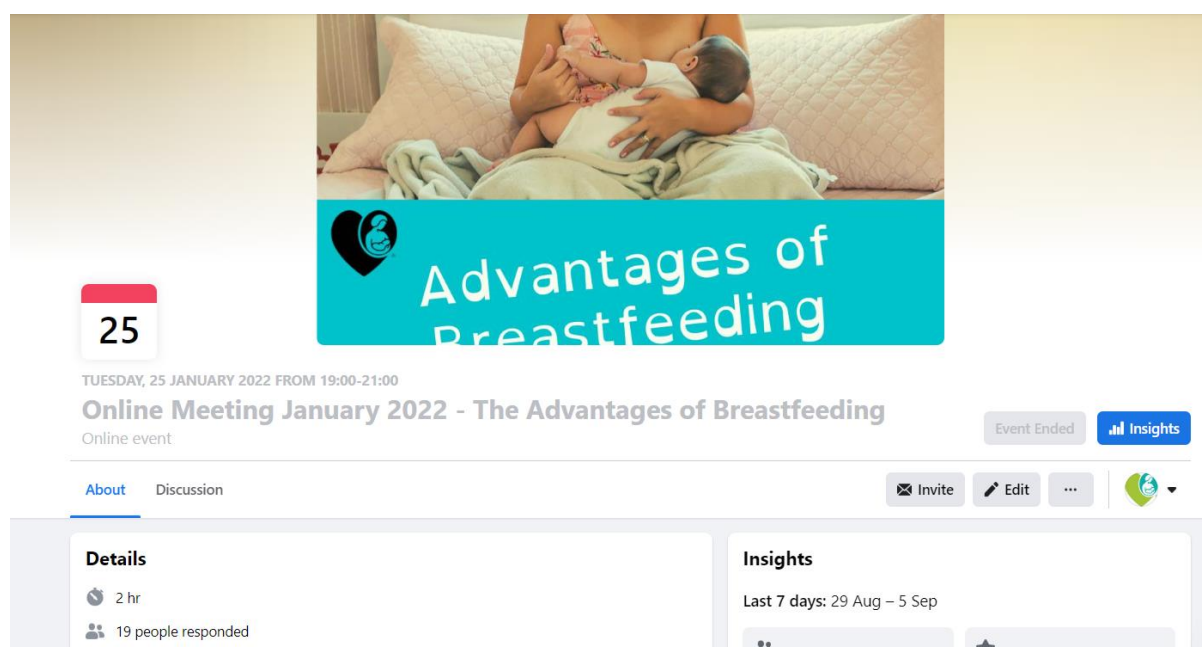 Advantages of
Breastfeeding
25
TUESDAY, 25 JANUARY 2022 FROM 19:00-21:00
Online Meeting January 2022 - The Advantages of Breastfeeding
Online event
Event Ended
Insights
About
Discussion
Invite
Edit
Details
2 hr
19 people responded
Insights
Last 7 days: 29 Aug – 5 Sep